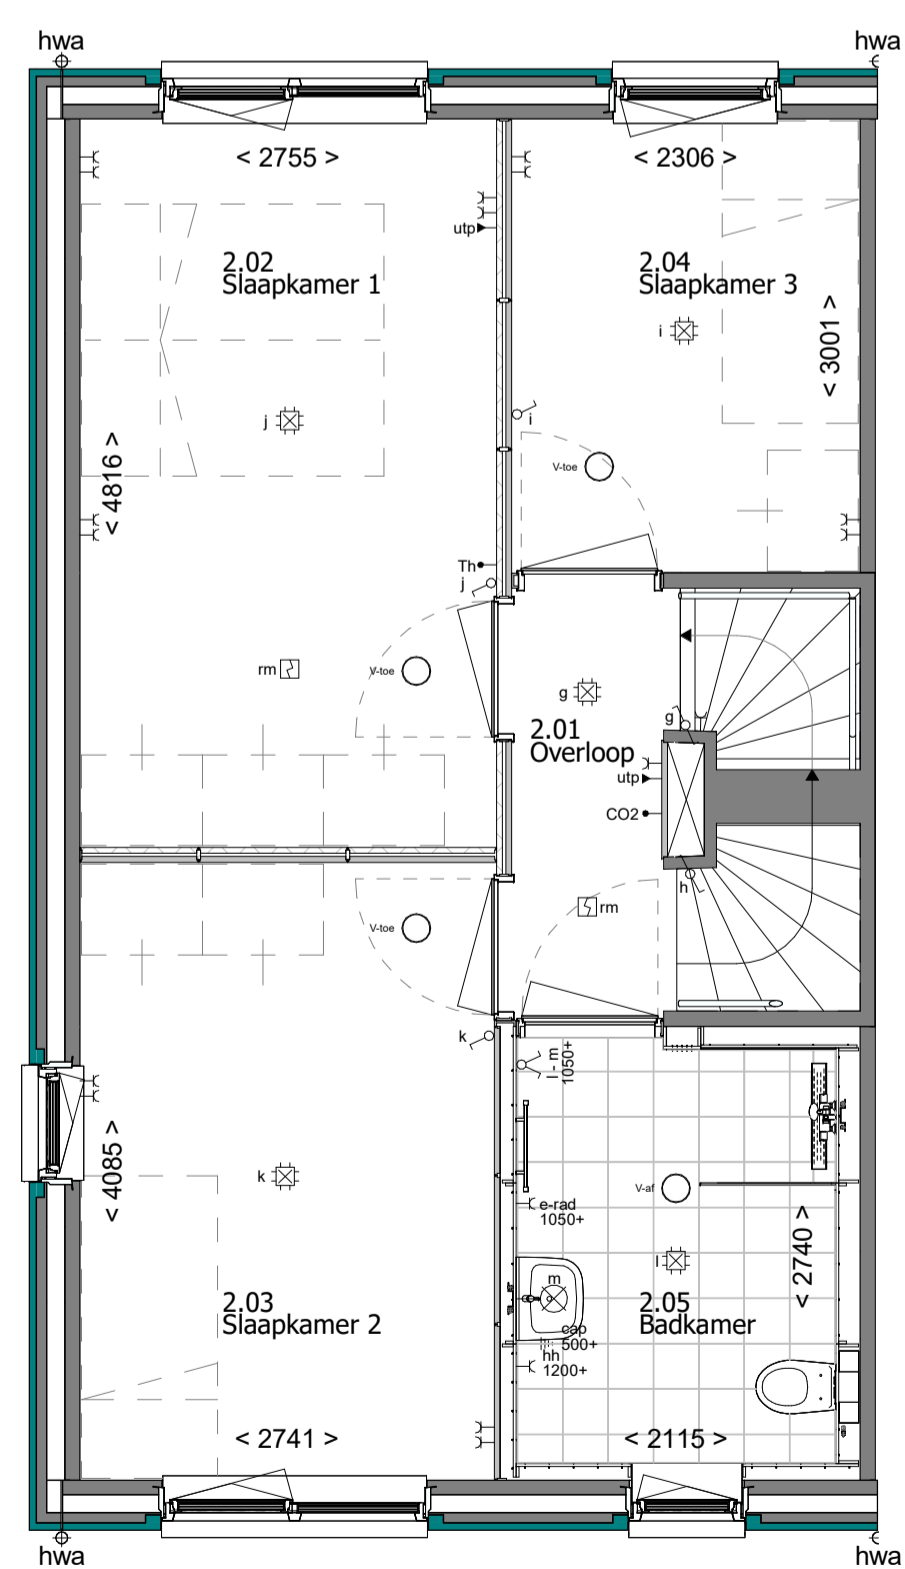 hwa
hwa
< 2755 >
< 2306 >
utp
2.02
Slaapkamer 1
2.04
Slaapkamer 3
i
< 3001 >
j
i
V-toe
< 4816 >
Th
j
rm
V-toe
g
g
2.01
Overloop
utp
CO2
h
rm
V-toe
k
l - m
1050+
< 4085 >
k
V-af
e-rad
1050+
< 2740 >
l
m
2.03
Slaapkamer 2
2.05
Badkamer
cap
500+
hh
1200+
< 2741 >
< 2115 >
hwa
hwa